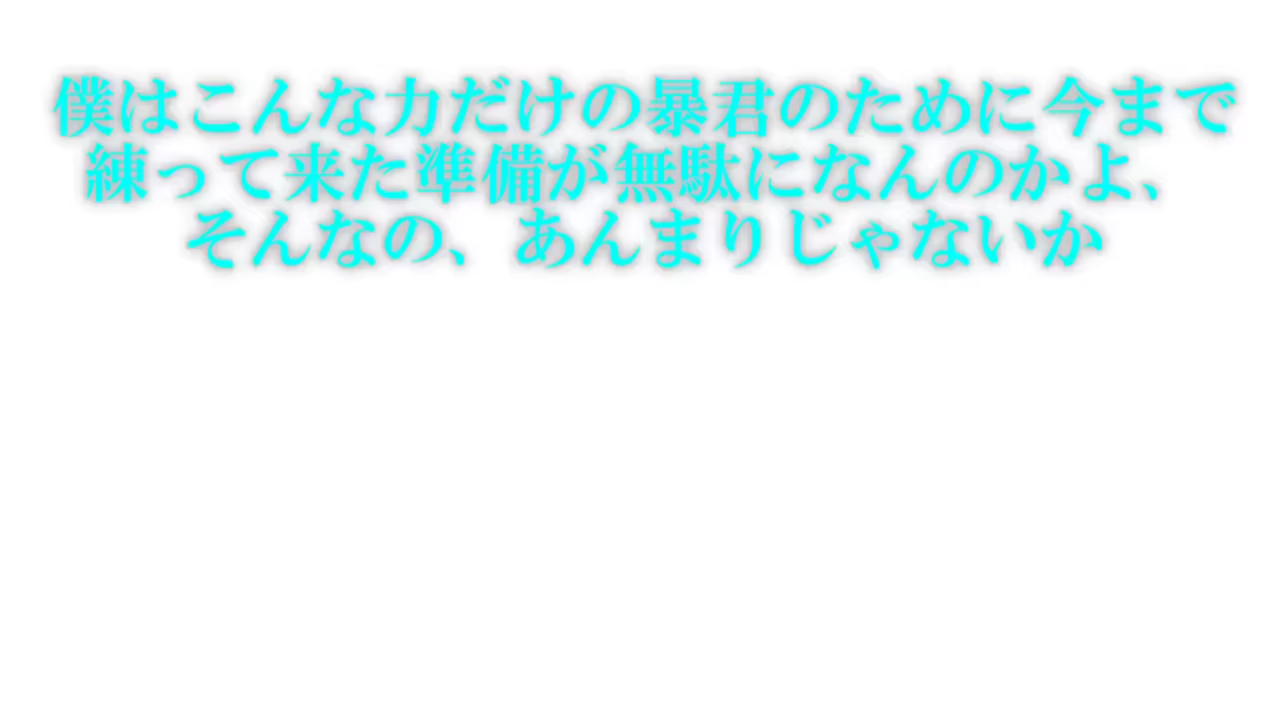 僕はこんな力だけの暴君のために今まで
練って来た準備が無駄になんのかよ、
そんなの、あんまりじゃないか